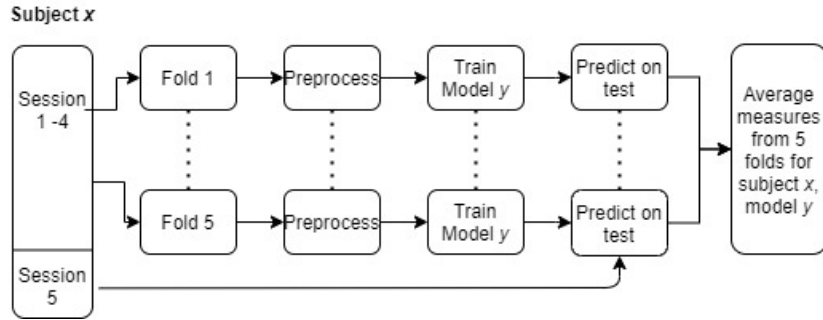 Subject x
Session
1 -4
Session
5
Fold 1
Preprocess
Train
Model y
Predict on
test
Fold 5
Preprocess
Train
Model y
Predict on
test
Average
measures
from 5
folds for
subject x,
model y